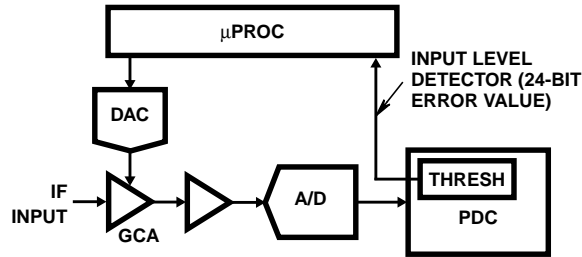 µPROC
INPUT LEVEL
DETECTOR (24-BIT
ERROR VALUE)
DAC
IF
INPUT
GCA
A/D
THRESH
PDC